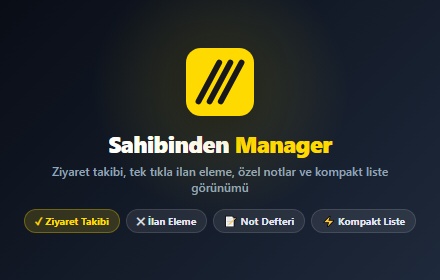 Sahibinden Manager
Ziyaret takibi, tek tıkla ilan eleme, özel notlar ve kompakt liste
görünümü
✓ Ziyaret Takibi
✕ İlan Eleme
📝 Not Defteri
⚡ Kompakt Liste